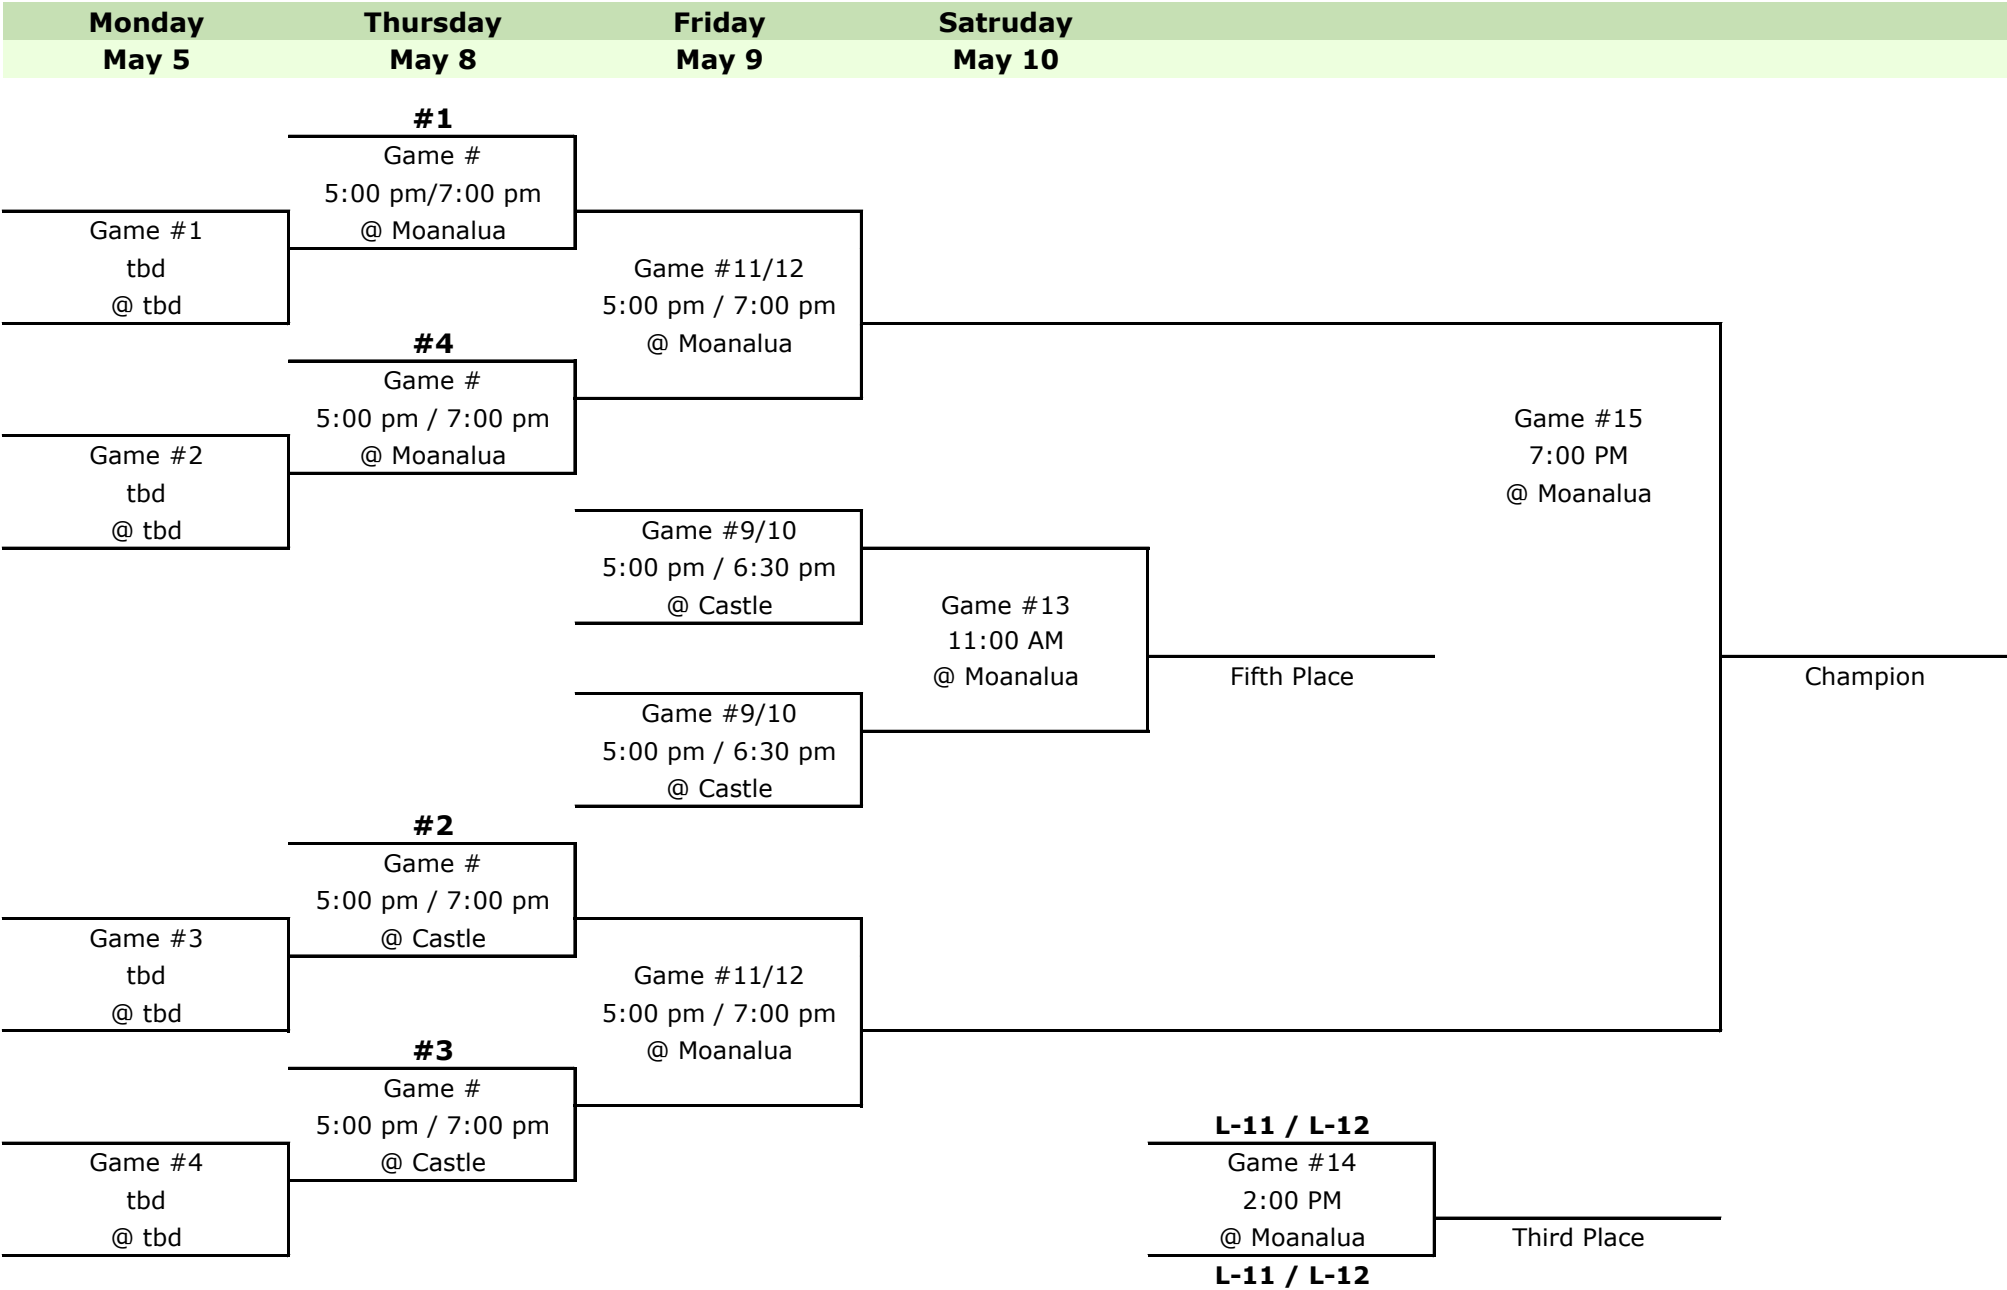 Monday Thursday Friday Satruday
May 5 May 8 May 9 May 10
#1
Game #
5:00 pm/7:00 pm
@ Moanalua
Game #1
tbd
@ tbd
Game #11/12
5:00 pm / 7:00 pm
@ Moanalua
#4
Game #
5:00 pm / 7:00 pm
@ Moanalua
Game #2
tbd
@ tbd
Game #15
7:00 PM
@ Moanalua
Game #9/10
5:00 pm / 6:30 pm
@ Castle
Game #13
11:00 AM
@ Moanalua
Fifth Place
Champion
Game #9/10
5:00 pm / 6:30 pm
@ Castle
#2
Game #
5:00 pm / 7:00 pm
@ Castle
Game #3
tbd
@ tbd
Game #11/12
5:00 pm / 7:00 pm
@ Moanalua
#3
Game #
5:00 pm / 7:00 pm
@ Castle
Game #4
tbd
@ tbd
L-11 / L-12
Game #14
2:00 PM
@ Moanalua
Third Place
L-11 / L-12